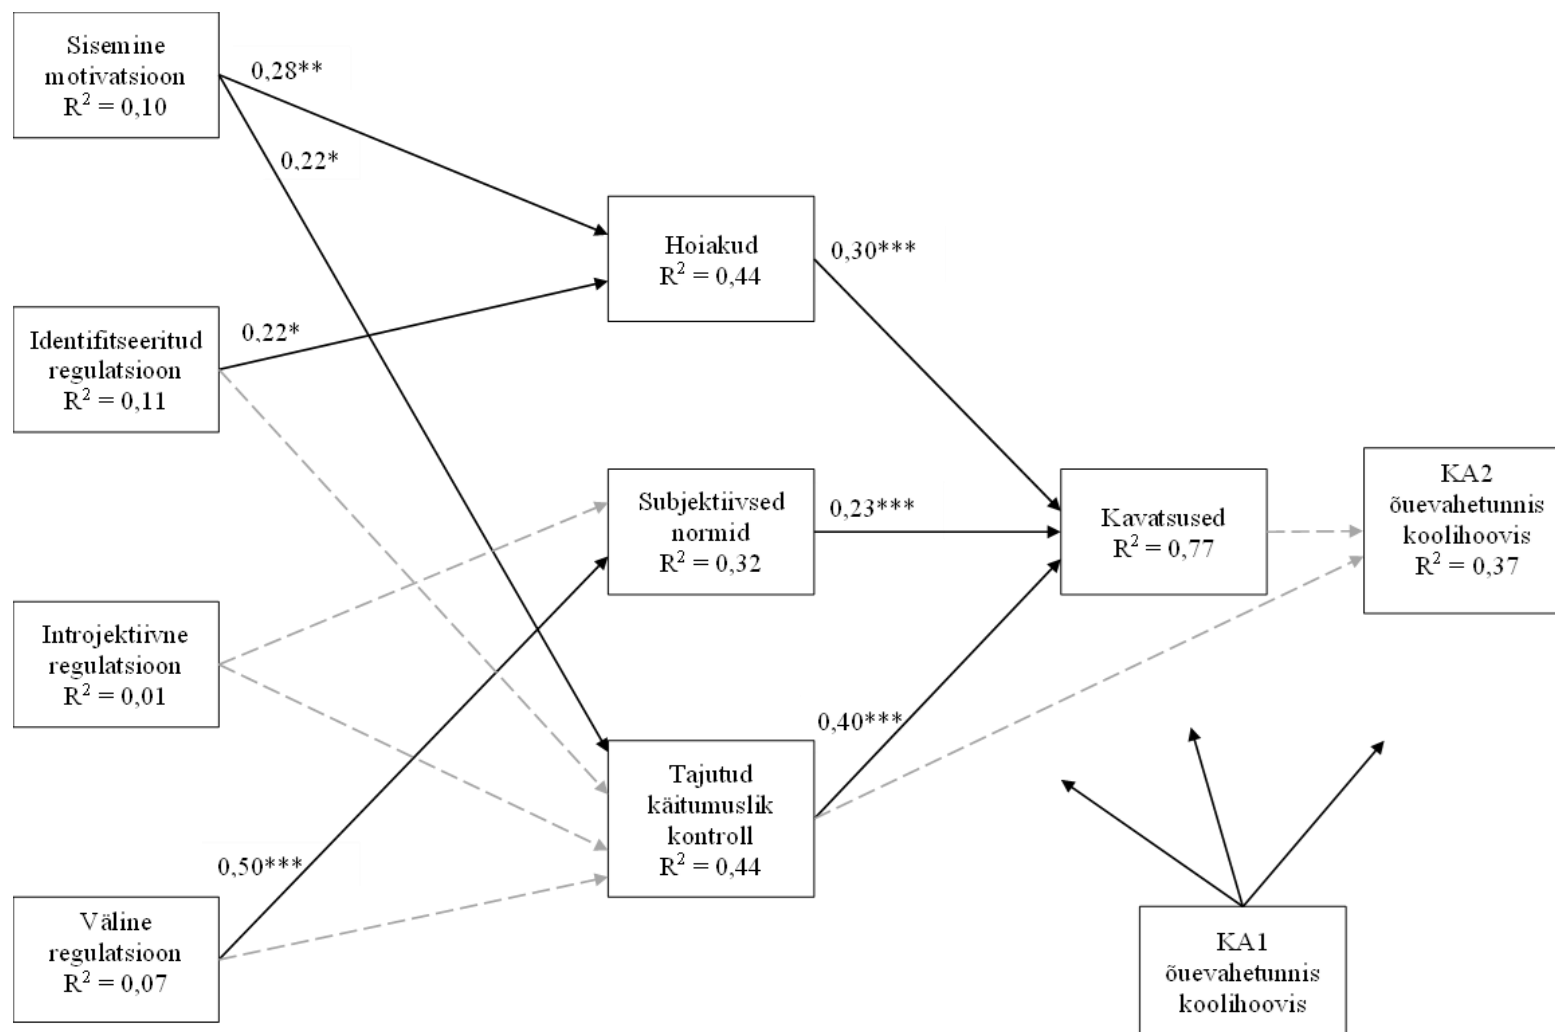 Sisemine
motivatsioon
R² = 0,10
0,28**
0,22*
Hoiakud
R² = 0,44
0,30***
Identifitseeritud
regulatsioon
R² = 0,11
0,22*
Subjektiivsed
normid
R² = 0,32
0,23***
Kavatsused
R² = 0,77
KA2
õuevahetunnis
koolihoovis
R² = 0,37
Introjektiivne
regulatsioon
R² = 0,01
Tajutud
käitumuslik
kontroll
R² = 0,44
0,40***
0,50***
Väline
regulatsioon
R² = 0,07
KA1
õuevahetunnis
koolihoovis